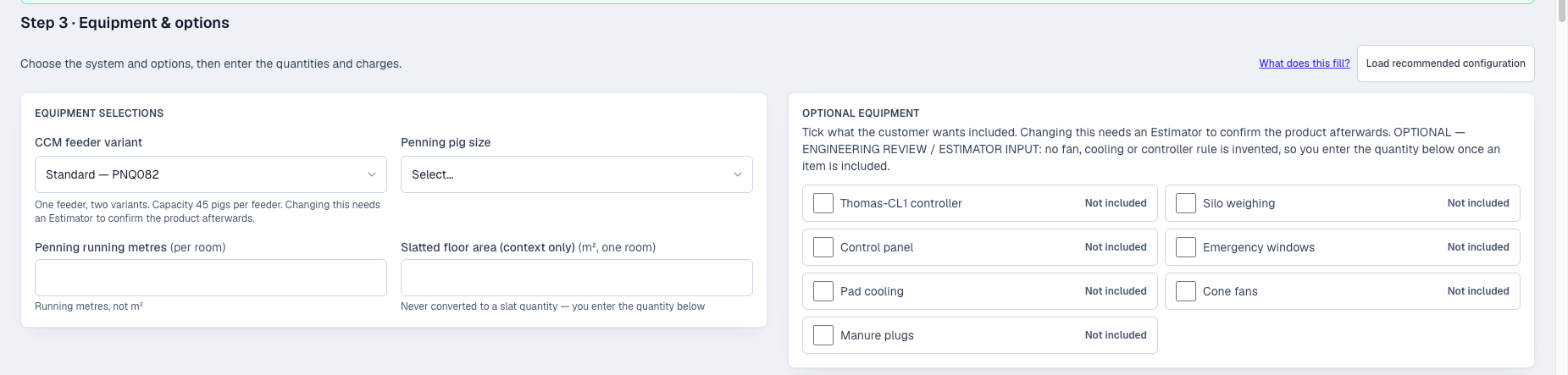 Step 3 · Equipment & options
Choose the system and options, then enter the quantities and charges.
What does this fill?
Load recommended configuration
EQUIPMENT SELECTIONS
CCM feeder variant
Standard — PNQ082
One feeder, two variants. Capacity 45 pigs per feeder. Changing this needs
an Estimator to confirm the product afterwards.
Penning pig size
Select...
Penning running metres (per room)
Running metres, not m²
Slatted floor area (context only) (m², one room)
Never converted to a slat quantity — you enter the quantity below
OPTIONAL EQUIPMENT
Tick what the customer wants included. Changing this needs an Estimator to confirm the product afterwards. OPTIONAL —
ENGINEERING REVIEW / ESTIMATOR INPUT: no fan, cooling or controller rule is invented, so you enter the quantity below once an
item is included.
Thomas-CL1 controller Not included
Silo weighing Not included
Control panel Not included
Emergency windows Not included
Pad cooling Not included
Cone fans Not included
Manure plugs Not included